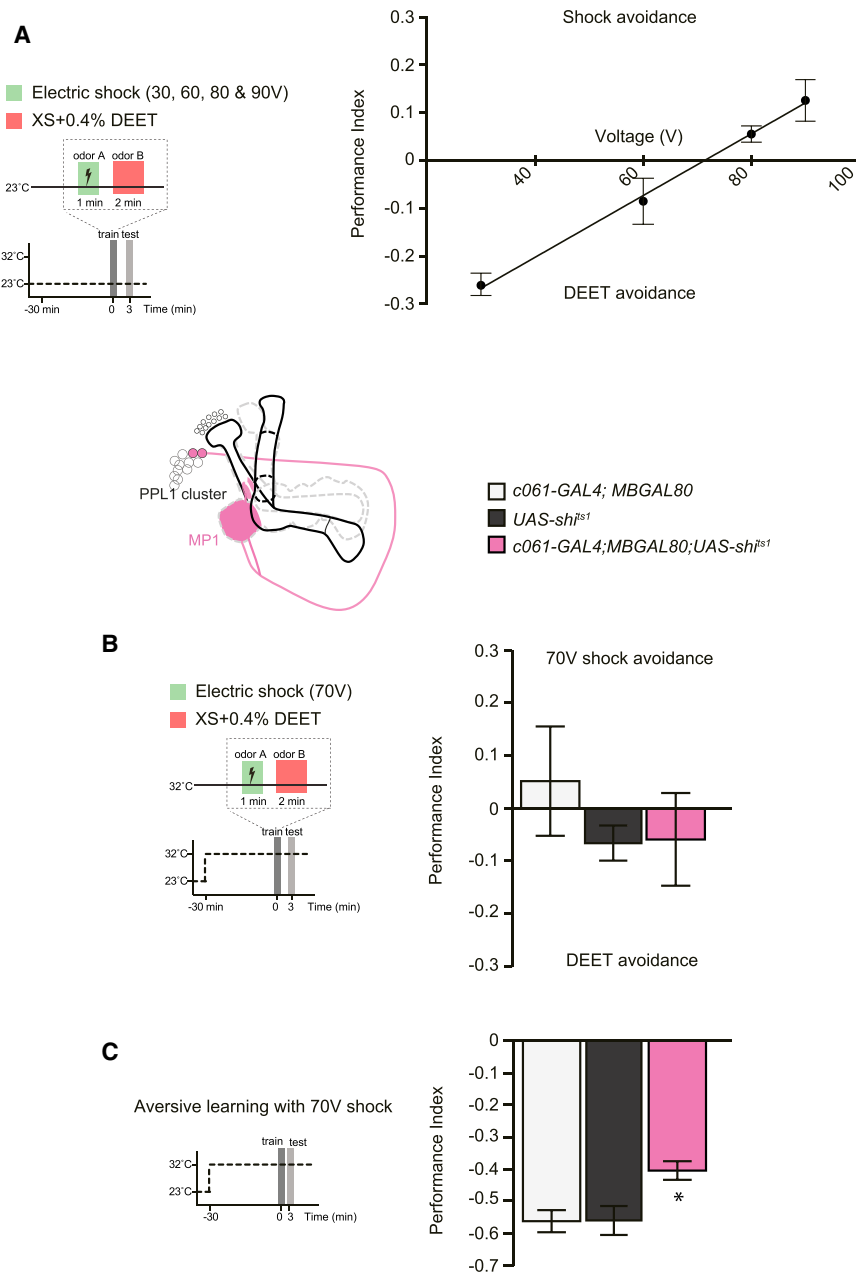 A
Electric shock (30, 60, 80 & 90V)
XS+0.4% DEET
odor A odor B
23˚C
1 min 2 min
train test
32˚C
23˚C
-30 min 0 3 Time (min)
Shock avoidance
Performance Index
0.3
0.2
0.1
0
-0.1
-0.2
-0.3
Voltage (V)
40 60 80 100
DEET avoidance
PPL1 cluster
MP1
c061-GAL4; MBGAL80
UAS-shits1
c061-GAL4;MBGAL80;UAS-shits1
B
Electric shock (70V)
XS+0.4% DEET
odor A odor B
32˚C
1 min 2 min
train test
32˚C
23˚C
-30 min 0 3 Time (min)
70V shock avoidance
Performance Index
0.3
0.2
0.1
0
-0.1
-0.2
-0.3
DEET avoidance
C
Aversive learning with 70V shock
train test
32˚C
23˚C
-30 0 3 Time (min)
Performance Index
0
-0.1
-0.2
-0.3
-0.4
-0.5
-0.6
-0.7
*